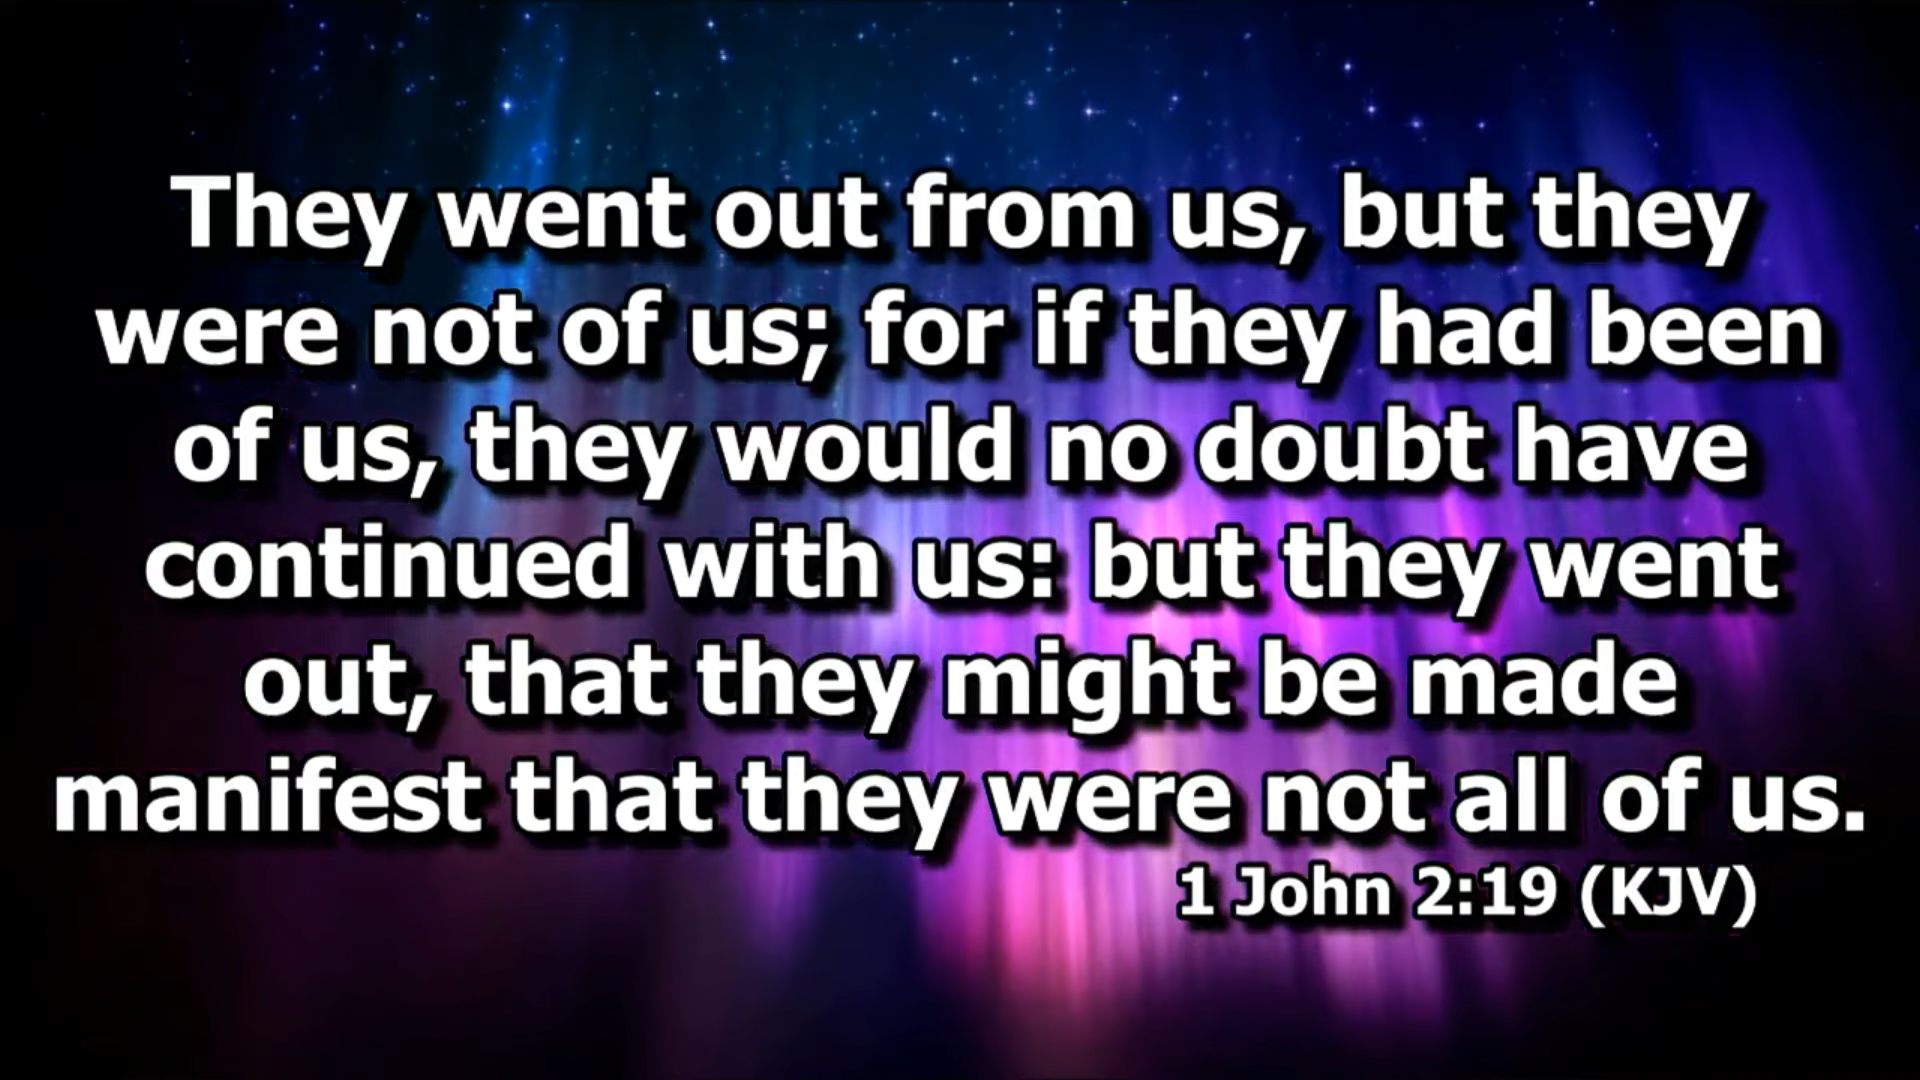 They went out from us, but they
were not of us; for if they had been
of us, they would no doubt have
continued with us: but they went
out, that they might be made
manifest that they were not all of us.
1 John 2:19 (KJV)